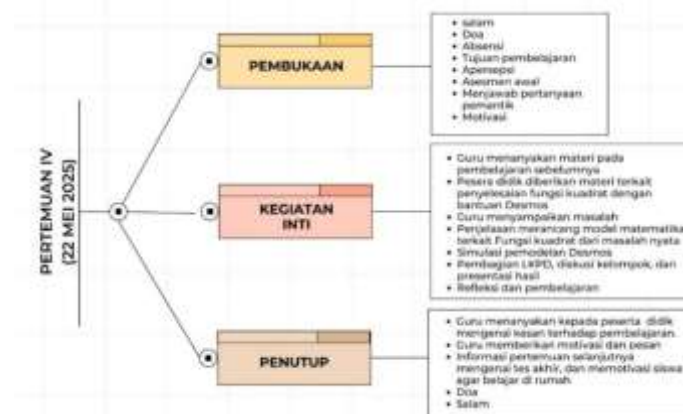 PERTEMUAN IV
(22 MEI 2025)
PEMBUKAAN
• salam
• Doa
• Absensi
• Tujuan pembelajaran
• Apersepsi
• Asesmen awal
• Menjawab pertanyaan
pemantik
• Motivasi
KEGIATAN
INTI
• Guru menanyakan materi pada
pembelajaran sebelumnya
• Pesera didik diberikan materi terkait
penyelesaian fungsi kuadrat dengan
bantuan Desmos
• Guru menyampaikan masalah
• Penjelasan merancang model matematika
terkait Fungsi kuadrat dari masalah nyata
• Simulasi pemodelan Desmos
• Pembagian LKPD, diskusi kelompok, dan
presentasi hasil
• Refleksi dan pembelajaran
PENUTUP
• Guru menanyakan kepada peserta didik
mengenai kesan terhadap pembelajaran.
• Guru memberikan motivasi dan pesan
• Informasi pertemuan selanjutnya
mengenai tes akhir, dan memotivasi siswa
agar belajar di rumah
• Doa
• Salam